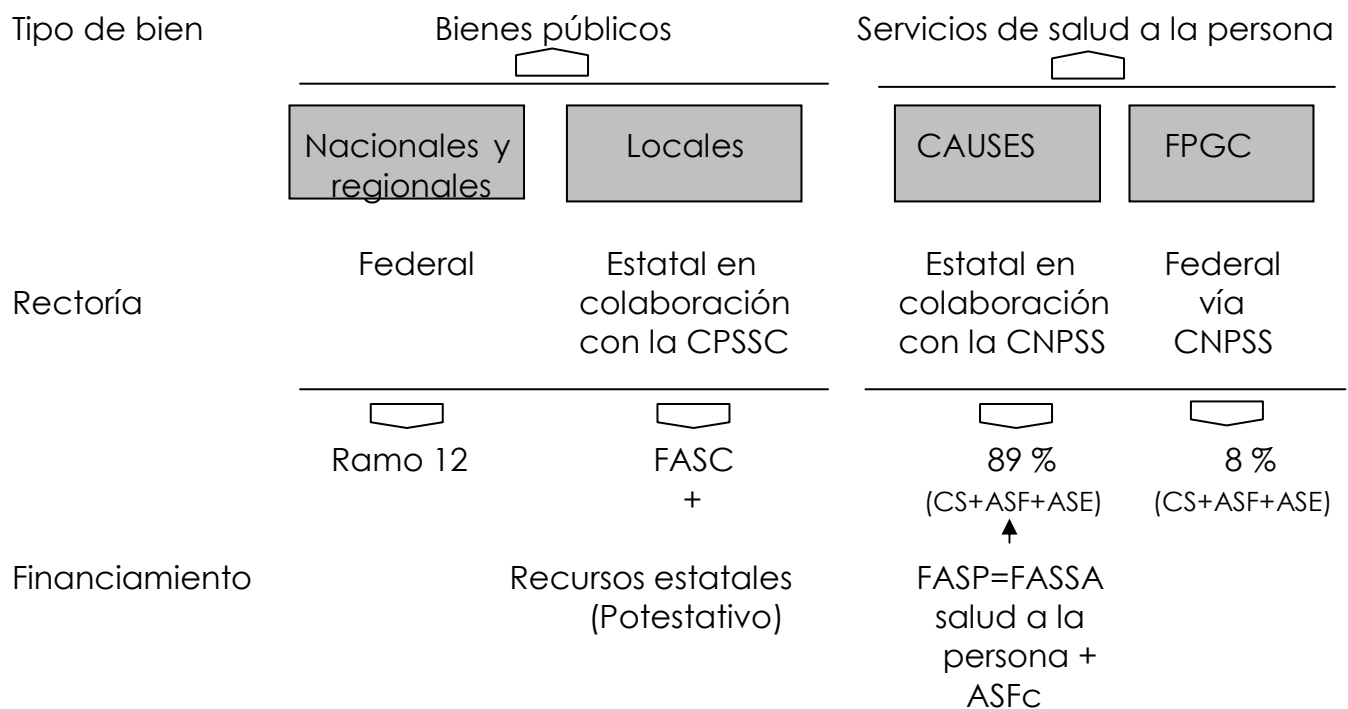 Tipo de bien
Bienes públicos
Servicios de salud a la persona
Nacionales y
regionales
Locales
CAUSES
FPGC
Rectoría
Federal
Estatal en
colaboración
con la CPSSC
Estatal en
colaboración
con la CNPSS
Federal
vía
CNPSS
Financiamiento
Ramo 12
FASC
+
Recursos estatales
(Potestativo)
89 %
(CS+ASF+ASE)
FASP=FASSA
salud a la
persona +
ASFc
8 %
(CS+ASF+ASE)